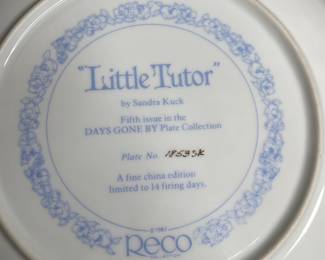 "Little Tutor"
by Sandra Kuck
Fifth issue in the
DAYS GONE BY Plate Collection
Plate No.
A fine china edition
limited to 14 firing days.
Reco